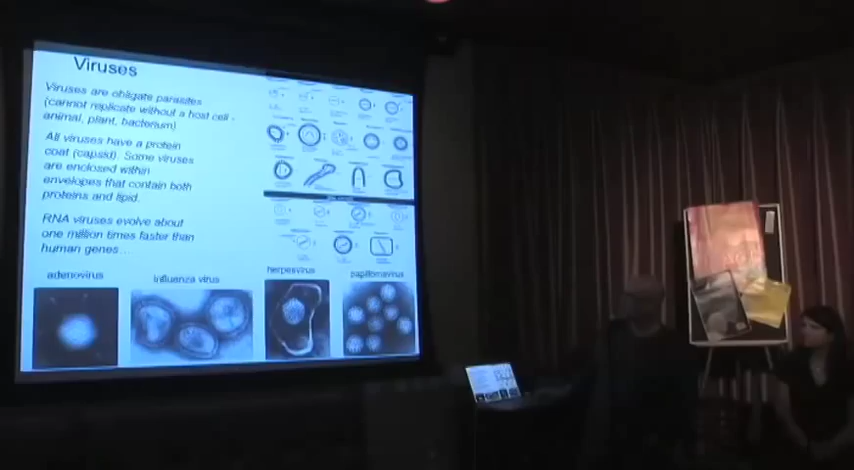 Viruses
Viruses are obligate parasites
(cannot replicate without a host cell -
animal, plant, bacterium)
All viruses have a protein
coat (capsid). Some viruses
are enclosed within
envelopes that contain both
proteins and lipid.
RNA viruses evolve about
one million times faster than
human genes....
adenovirus
influenza virus
herpesvirus
papillomavirus